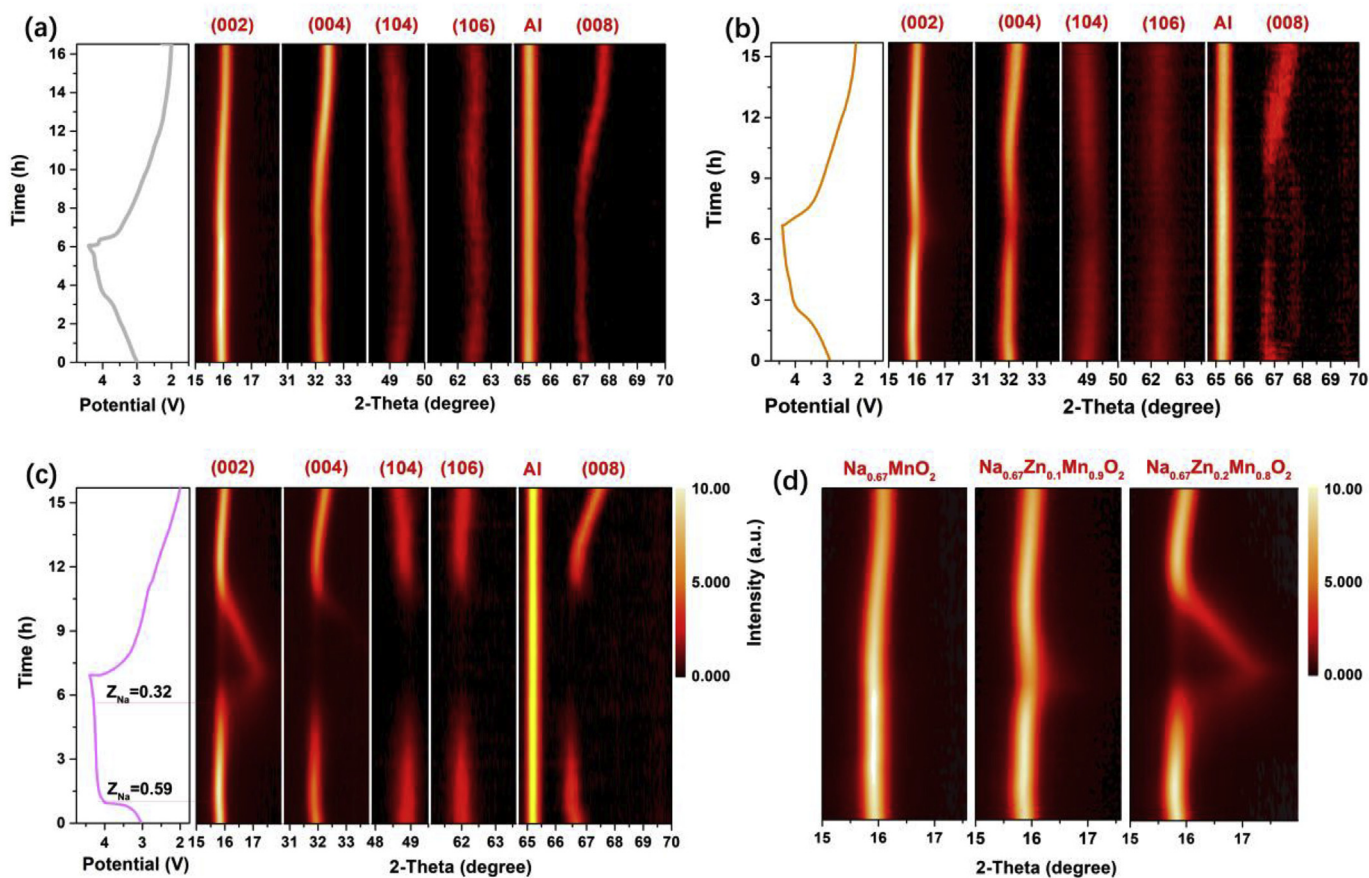 (a)
(002) (004) (104) (106) Al (008)
16
14
12
10
8
6
4
2
0
Time (h)
4 3 2
15 16 17 31 32 33 49 50 62 63 65 66 67 68 69 70
Potential (V) 2-Theta (degree)
(b)
(002) (004) (104) (106) Al (008)
15
12
9
6
3
0
Time (h)
4 3 2
15 16 17 31 32 33 49 50 62 63 65 66 67 68 69 70
Potential (V) 2-Theta (degree)
(c)
(002) (004) (104) (106) Al (008)
15
12
9
6
3
0
Time (h)
Z_Na=0.32
Z_Na=0.59
4 3 2
15 16 17 31 32 33 48 49 50 62 63 65 66 67 68 69 70
Potential (V) 2-Theta (degree)
10.00
5.000
0.000
(d)
Na0.67MnO2 Na0.67Zn0.1Mn0.9O2 Na0.67Zn0.2Mn0.8O2
Intensity (a.u.)
15 16 17 15 16 17 15 16 17
2-Theta (degree)
10.00
5.000
0.000